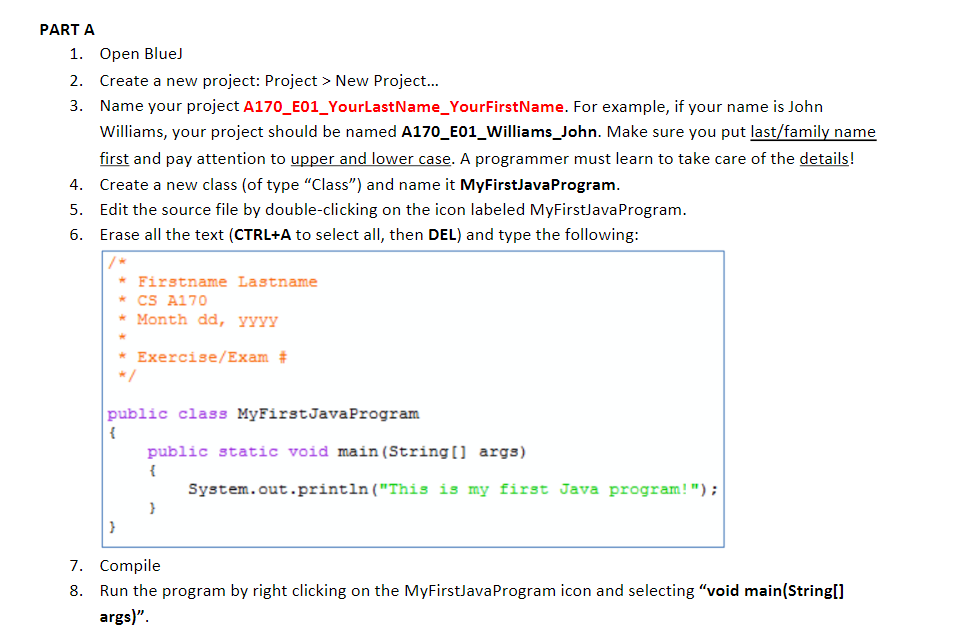 PART A
1. Open BlueJ
2. Create a new project: Project > New Project...
3. Name your project A170_E01_YourLastName_YourFirstName. For example, if your name is John
Williams, your project should be named A170_E01_Williams_John. Make sure you put last/family name
first and pay attention to upper and lower case. A programmer must learn to take care of the details!
4. Create a new class (of type “Class”) and name it MyFirstJavaProgram.
5. Edit the source file by double-clicking on the icon labeled MyFirstJavaProgram.
6. Erase all the text (CTRL+A to select all, then DEL) and type the following:
/*
 * Firstname Lastname
 * CS A170
 * Month dd, yyyy
 *
 * Exercise/Exam #
 */
public class MyFirstJavaProgram
{
    public static void main(String[] args)
    {
        System.out.println("This is my first Java program!");
    }
}
7. Compile
8. Run the program by right clicking on the MyFirstJavaProgram icon and selecting “void main(String[]
args)”.